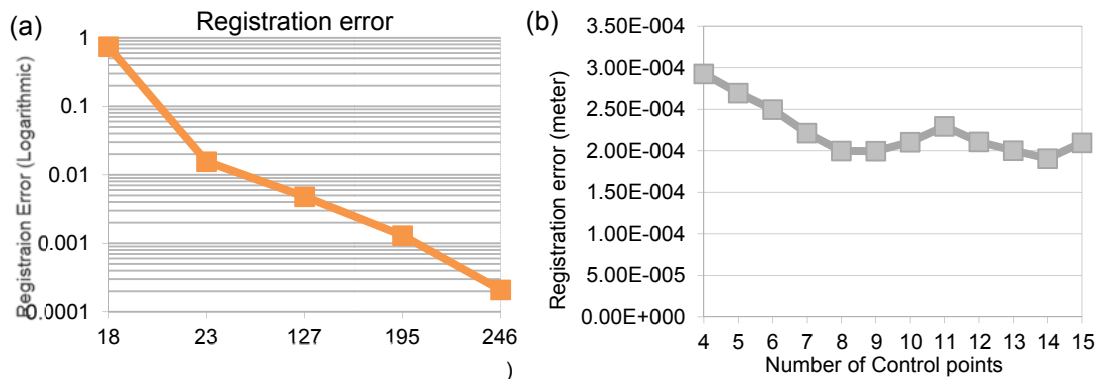 (a)
Registration error
Registraion Error (Logarithmic)
1
0.1
0.01
0.001
0.0001
18 23 127 195 246
)
(b)
Registration error (meter)
3.50E-004
3.00E-004
2.50E-004
2.00E-004
1.50E-004
1.00E-004
5.00E-005
0.00E+000
4 5 6 7 8 9 10 11 12 13 14 15
Number of Control points